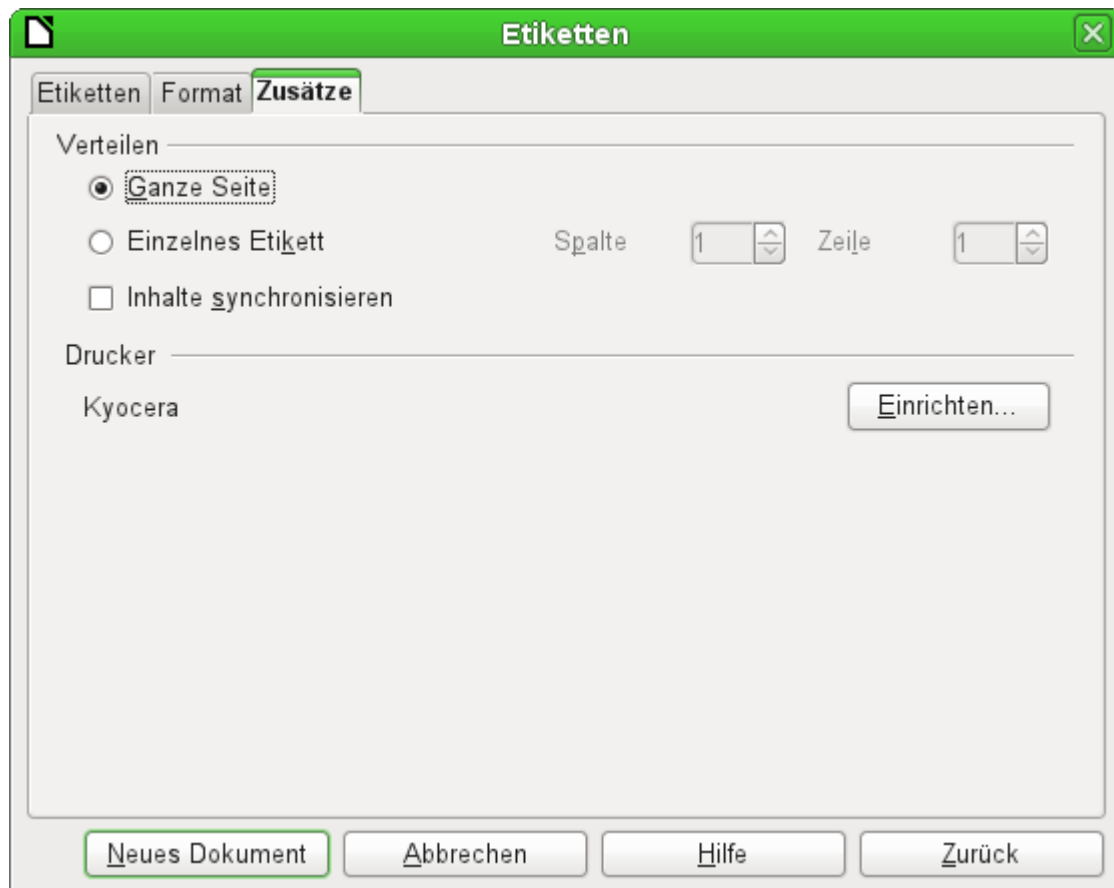 Etiketten
Etiketten Format Zusätze
Verteilen
Ganze Seite
Einzelnes Etikett Spalte 1 Zeile 1
Inhalte synchronisieren
Drucker
Kyocera Einrichten...
Neues Dokument Abbrechen Hilfe Zurück